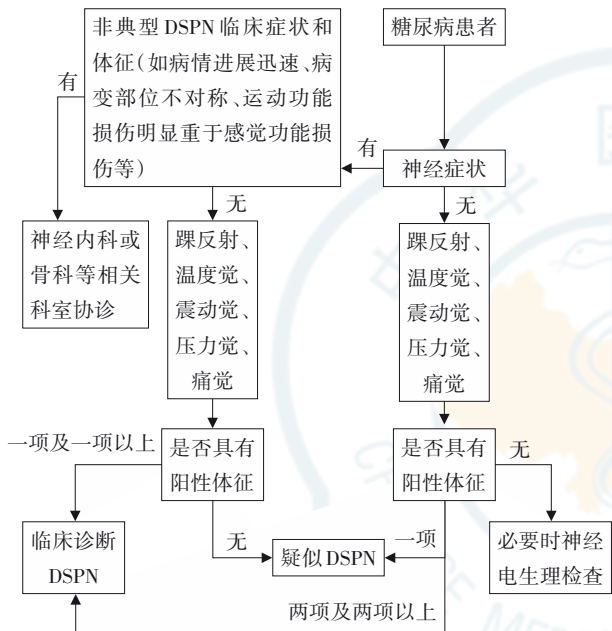 非典型DSPN临床症状和
体征(如病情进展迅速、病
变部位不对称、运动功能
损伤明显重于感觉功能损
伤等)
糖尿病患者
有
有
神经症状
无
无
神经内科或
骨科等相关
科室协诊
踝反射、
温度觉、
震动觉、
压力觉、
痛觉
踝反射、
温度觉、
震动觉、
压力觉、
痛觉
一项及一项以上
是否具有
阳性体征
是否具有
阳性体征
无
临床诊断
DSPN
无
疑似DSPN
一项
必要时神经
电生理检查
两项及两项以上